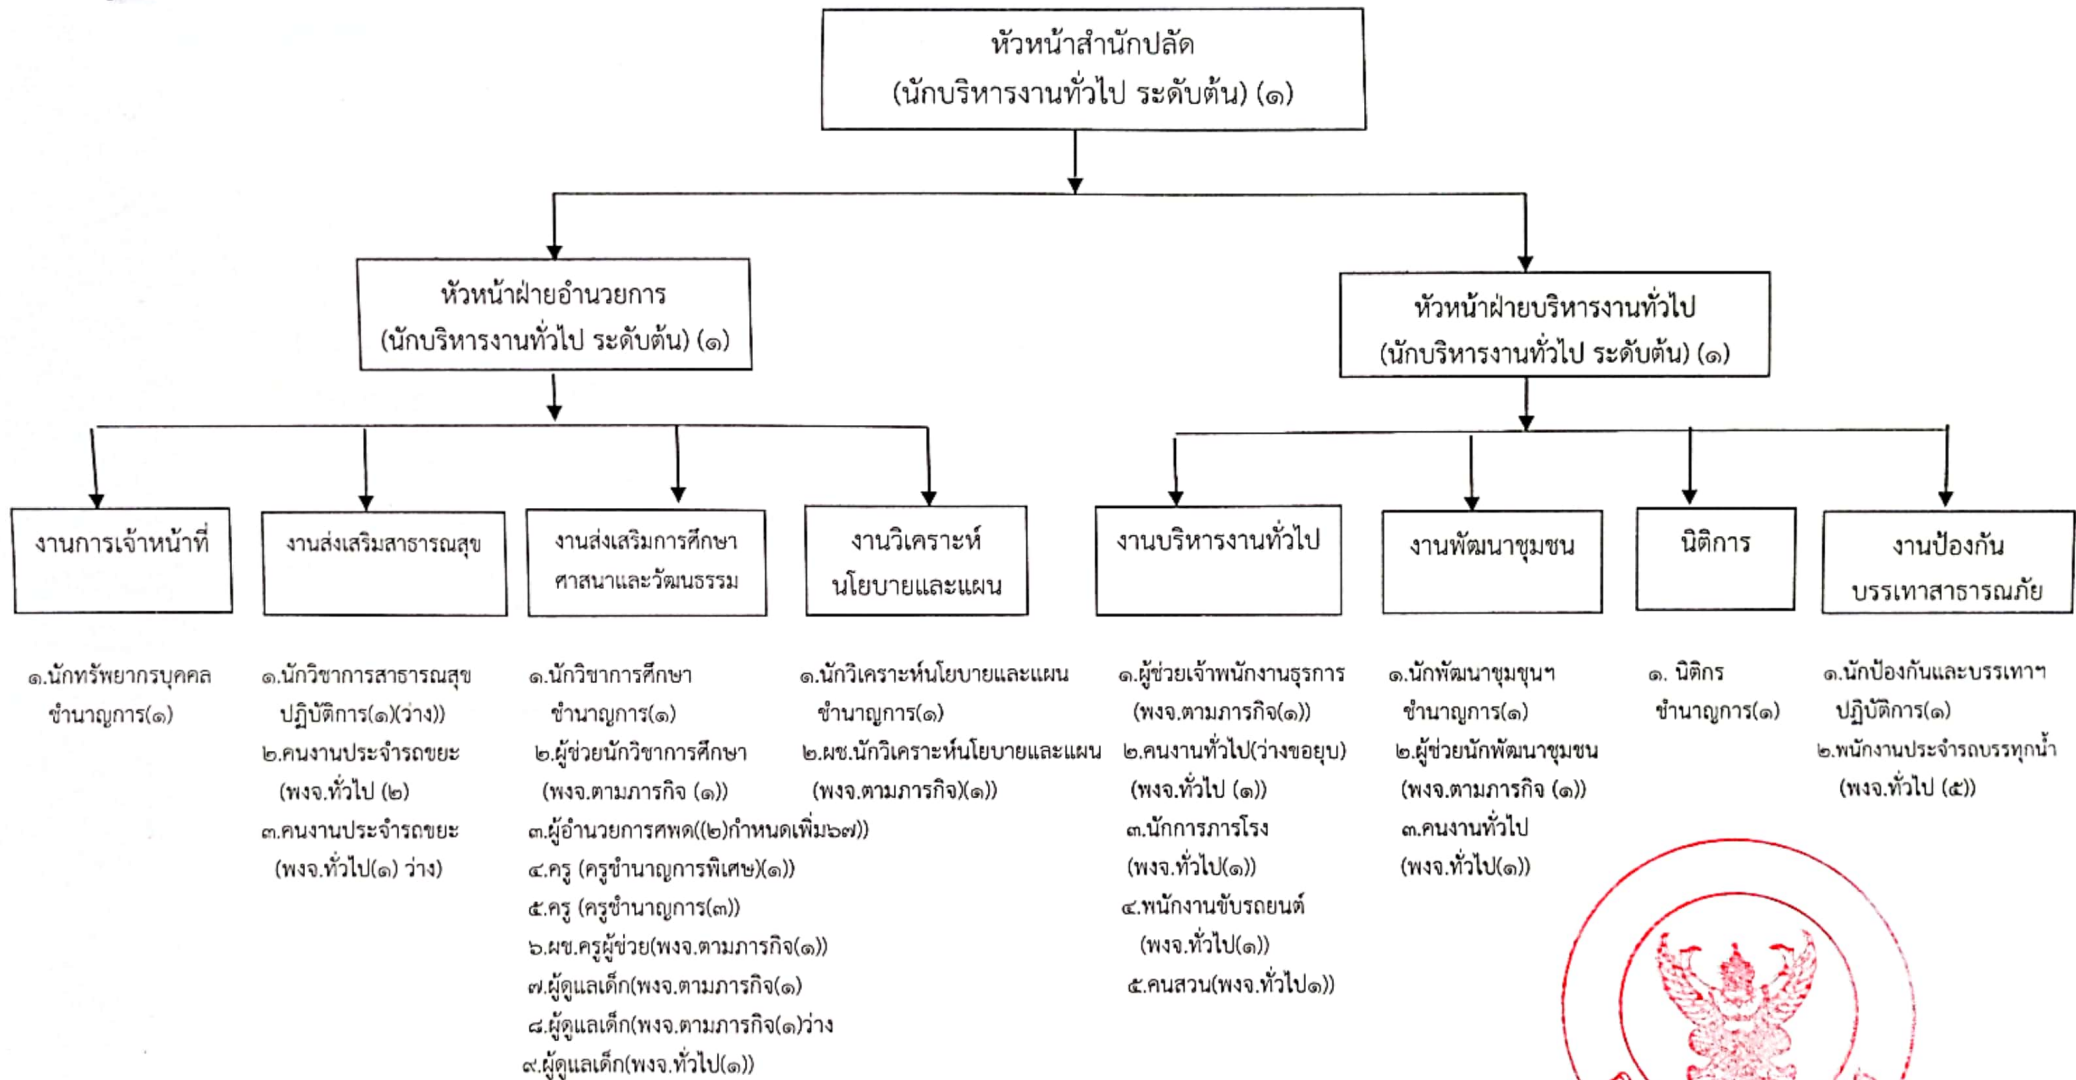 หัวหน้าสำนักปลัด
(นักบริหารงานทั่วไป ระดับต้น) (๑)
หัวหน้าฝ่ายอำนวยการ
(นักบริหารงานทั่วไป ระดับต้น) (๑)
หัวหน้าฝ่ายบริหารงานทั่วไป
(นักบริหารงานทั่วไป ระดับต้น) (๑)
งานการเจ้าหน้าที่
งานส่งเสริมสาธารณสุข
งานส่งเสริมการศึกษา
ศาสนาและวัฒนธรรม
งานวิเคราะห์
นโยบายและแผน
งานบริหารงานทั่วไป
งานพัฒนาชุมชน
นิติการ
งานป้องกัน
บรรเทาสาธารณภัย
๑.นักทรัพยากรบุคคล
ชำนาญการ(๑)
๑.นักวิชาการสาธารณสุข
ปฏิบัติการ(๑)(ว่าง))
๒.คนงานประจำรถขยะ
(พงจ.ทั่วไป (๒)
๓.คนงานประจำรถขยะ
(พงจ.ทั่วไป(๑) ว่าง)
๑.นักวิชาการศึกษา
ชำนาญการ(๑)
๒.ผู้ช่วยนักวิชาการศึกษา
(พงจ.ตามภารกิจ (๑))
๓.ผู้อำนวยการศพด((๒)กำหนดเพิ่ม๖๗))
๔.ครู (ครูชำนาญการพิเศษ)(๑))
๕.ครู (ครูชำนาญการ(๓))
๖.ผช.ครูผู้ช่วย(พงจ.ตามภารกิจ(๑))
๗.ผู้ดูแลเด็ก(พงจ.ตามภารกิจ(๑)
๘.ผู้ดูแลเด็ก(พงจ.ตามภารกิจ(๑)ว่าง
๙.ผู้ดูแลเด็ก(พงจ.ทั่วไป(๑))
๑.นักวิเคราะห์นโยบายและแผน
ชำนาญการ(๑)
๒.ผช.นักวิเคราะห์นโยบายและแผน
(พงจ.ตามภารกิจ)(๑))
๑.ผู้ช่วยเจ้าพนักงานธุรการ
(พงจ.ตามภารกิจ(๑))
๒.คนงานทั่วไป(ว่างขอยุบ)
(พงจ.ทั่วไป (๑))
๓.นักการภารโรง
(พงจ.ทั่วไป(๑))
๔.พนักงานขับรถยนต์
(พงจ.ทั่วไป(๑))
๕.คนสวน(พงจ.ทั่วไป๑))
๑.นักพัฒนาชุมขุนฯ
ชำนาญการ(๑)
๒.ผู้ช่วยนักพัฒนาชุมชน
(พงจ.ตามภารกิจ (๑))
๓.คนงานทั่วไป
(พงจ.ทั่วไป(๑))
๑. นิติกร
ชำนาญการ(๑)
๑.นักป้องกันและบรรเทาฯ
ปฏิบัติการ(๑)
๒.พนักงานประจำรถบรรทุกน้ำ
(พงจ.ทั่วไป (๕))